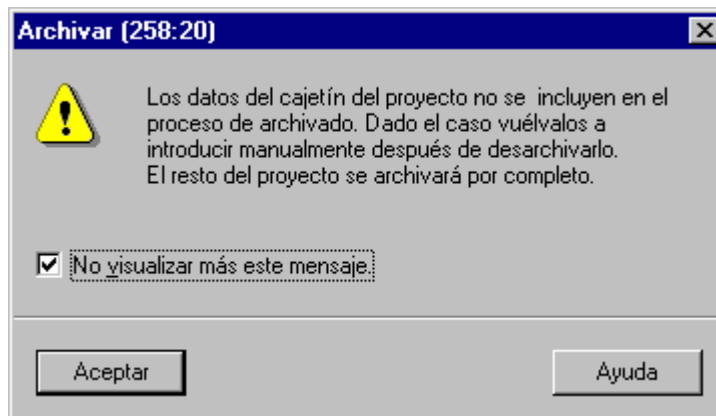 Archivar (258:20)
Los datos del cajetín del proyecto no se incluyen en el
proceso de archivado. Dado el caso vuélvalos a
introducir manualmente después de desarchivarlo.
El resto del proyecto se archivará por completo.
No visualizar más este mensaje.
Aceptar
Ayuda